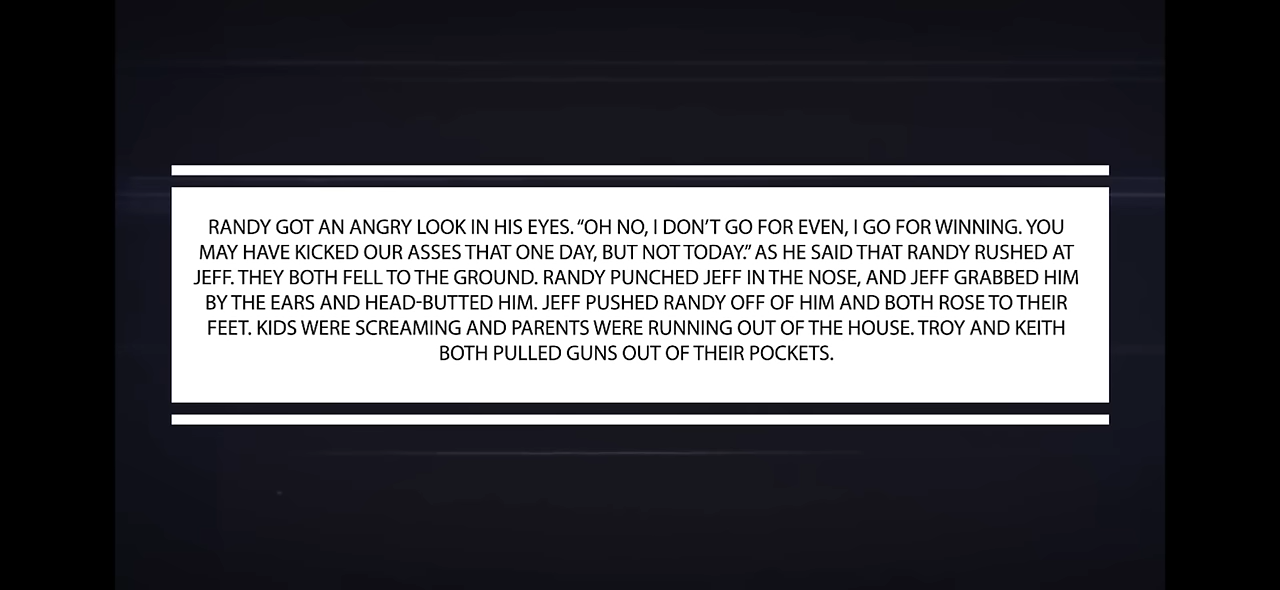 RANDY GOT AN ANGRY LOOK IN HIS EYES. “OH NO, I DON’T GO FOR EVEN, I GO FOR WINNING. YOU
MAY HAVE KICKED OUR ASSES THAT ONE DAY, BUT NOT TODAY.” AS HE SAID THAT RANDY RUSHED AT
JEFF. THEY BOTH FELL TO THE GROUND. RANDY PUNCHED JEFF IN THE NOSE, AND JEFF GRABBED HIM
BY THE EARS AND HEAD-BUTTED HIM. JEFF PUSHED RANDY OFF OF HIM AND BOTH ROSE TO THEIR
FEET. KIDS WERE SCREAMING AND PARENTS WERE RUNNING OUT OF THE HOUSE. TROY AND KEITH
BOTH PULLED GUNS OUT OF THEIR POCKETS.